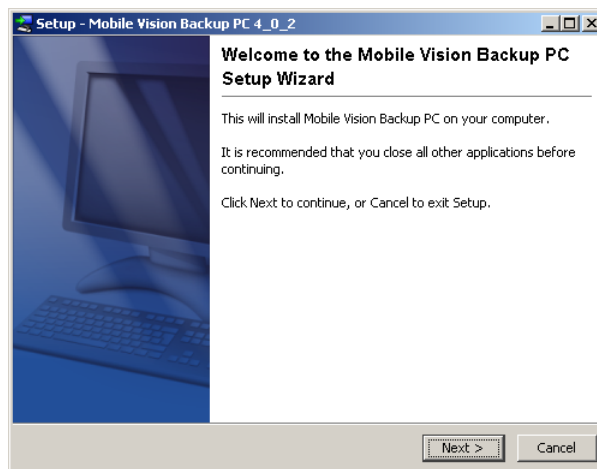 Setup - Mobile Vision Backup PC 4_0_2
Welcome to the Mobile Vision Backup PC
Setup Wizard
This will install Mobile Vision Backup PC on your computer.
It is recommended that you close all other applications before
continuing.
Click Next to continue, or Cancel to exit Setup.
Next >
Cancel